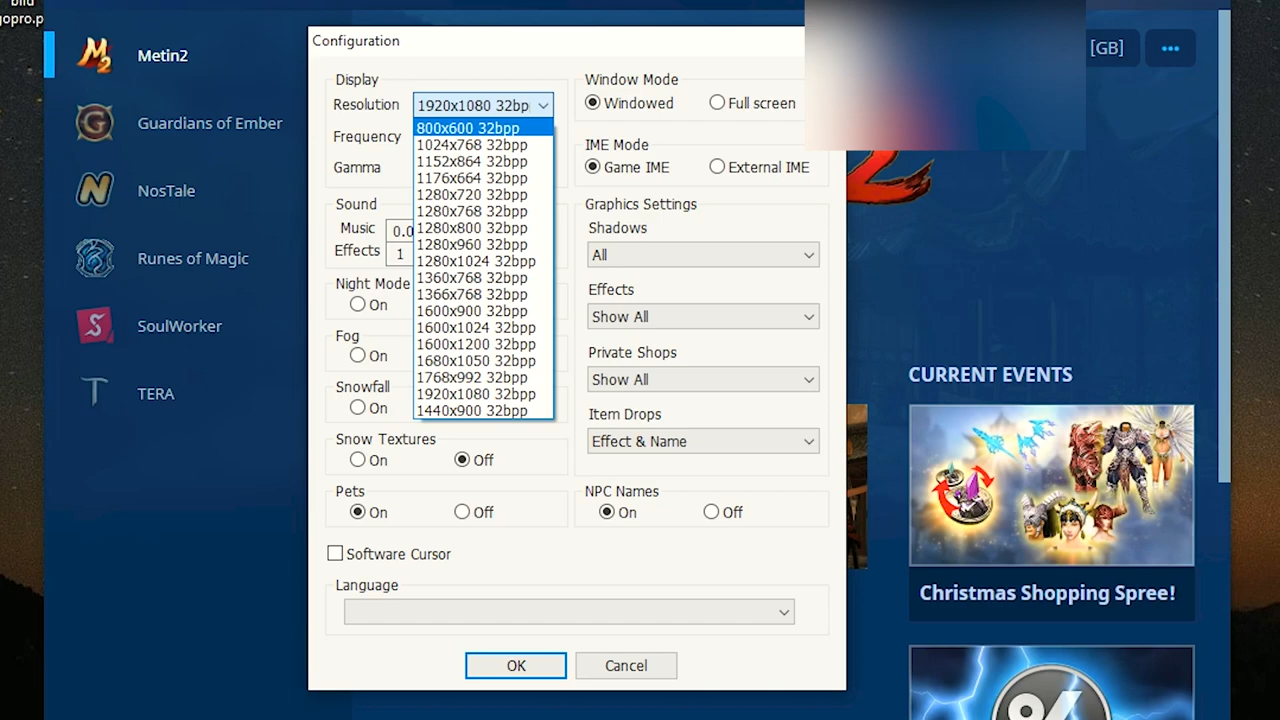 bild
gopro.p
Metin2
Guardians of Ember
NosTale
Runes of Magic
SoulWorker
TERA
Configuration
Display
Resolution
1920x1080 32bp
800x600 32bpp
1024x768 32bpp
1152x864 32bpp
1176x664 32bpp
1280x720 32bpp
1280x768 32bpp
1280x800 32bpp
1280x960 32bpp
1280x1024 32bpp
1360x768 32bpp
1366x768 32bpp
1600x900 32bpp
1600x1024 32bpp
1600x1200 32bpp
1680x1050 32bpp
1768x992 32bpp
1920x1080 32bpp
1440x900 32bpp
Frequency
Gamma
Sound
Music 0.0
Effects 1
Night Mode
On
Fog
On
Snowfall
On
Snow Textures
On Off
Pets
On Off
Software Cursor
Language
OK Cancel
Window Mode
Windowed Full screen
IME Mode
Game IME External IME
Graphics Settings
Shadows
All
Effects
Show All
Private Shops
Show All
Item Drops
Effect & Name
NPC Names
On Off
[GB]
2
CURRENT EVENTS
Christmas Shopping Spree!
%